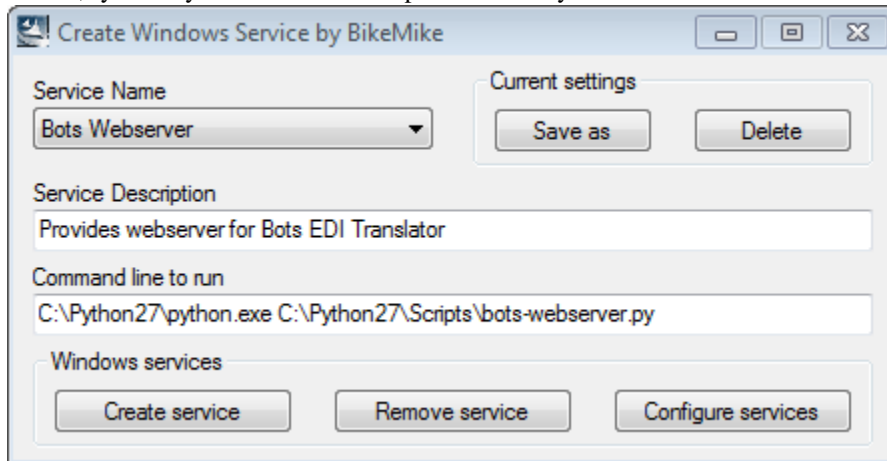 Create Windows Service by BikeMike
Service Name
Current settings
Bots Webserver
Save as
Delete
Service Description
Provides webserver for Bots EDI Translator
Command line to run
C:\Python27\python.exe C:\Python27\Scripts\bots-webserver.py
Windows services
Create service
Remove service
Configure services